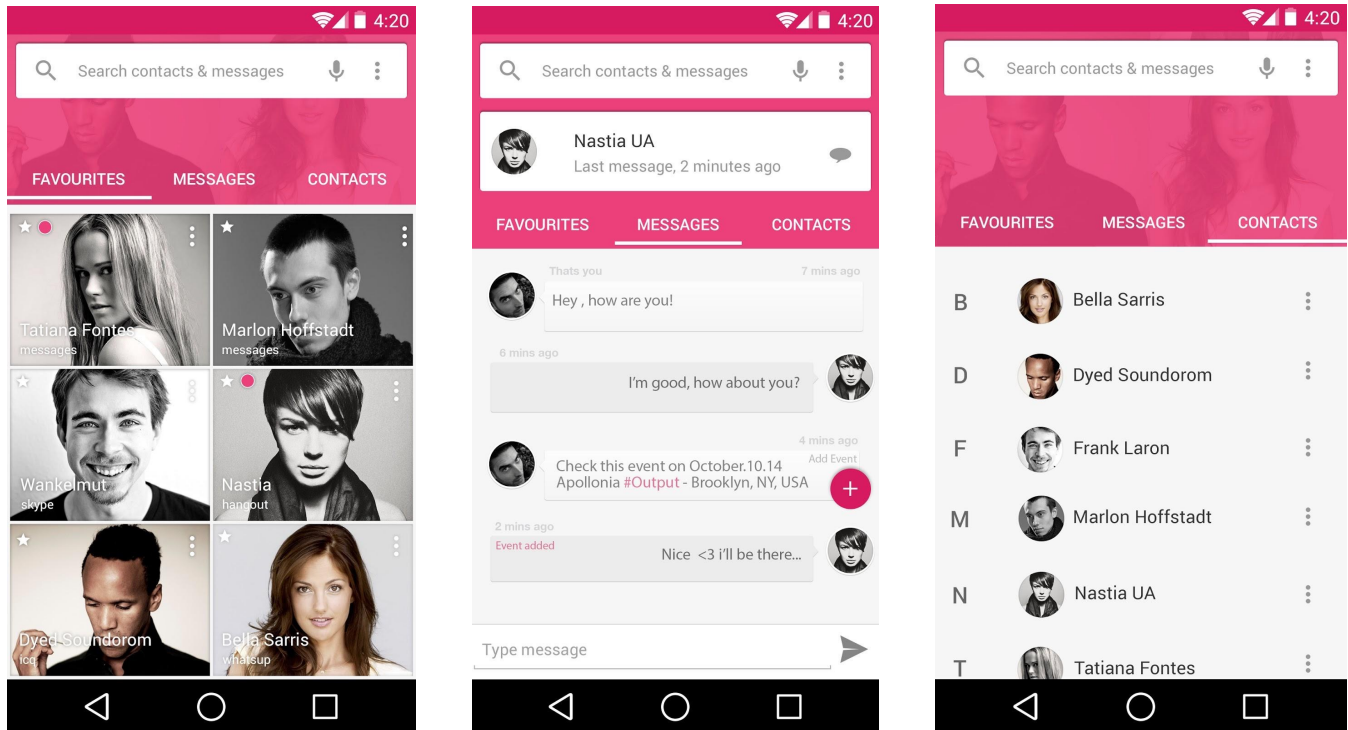 4:20
Search contacts & messages
FAVOURITES MESSAGES CONTACTS
Tatiana Fontes
messages
Marlon Hoffstadt
messages
Wankelmut
skype
Nastia
hangout
Dyed Soundorom
icq
Bella Sarris
whatsup
4:20
Search contacts & messages
Nastia UA
Last message, 2 minutes ago
FAVOURITES MESSAGES CONTACTS
Thats you 7 mins ago
Hey , how are you!
6 mins ago
I'm good, how about you?
4 mins ago
Add Event
Check this event on October.10.14
Apollonia #Output - Brooklyn, NY, USA
2 mins ago
Event added
Nice <3 i'll be there...
Type message
4:20
Search contacts & messages
FAVOURITES MESSAGES CONTACTS
B Bella Sarris
D Dyed Soundorom
F Frank Laron
M Marlon Hoffstadt
N Nastia UA
T Tatiana Fontes